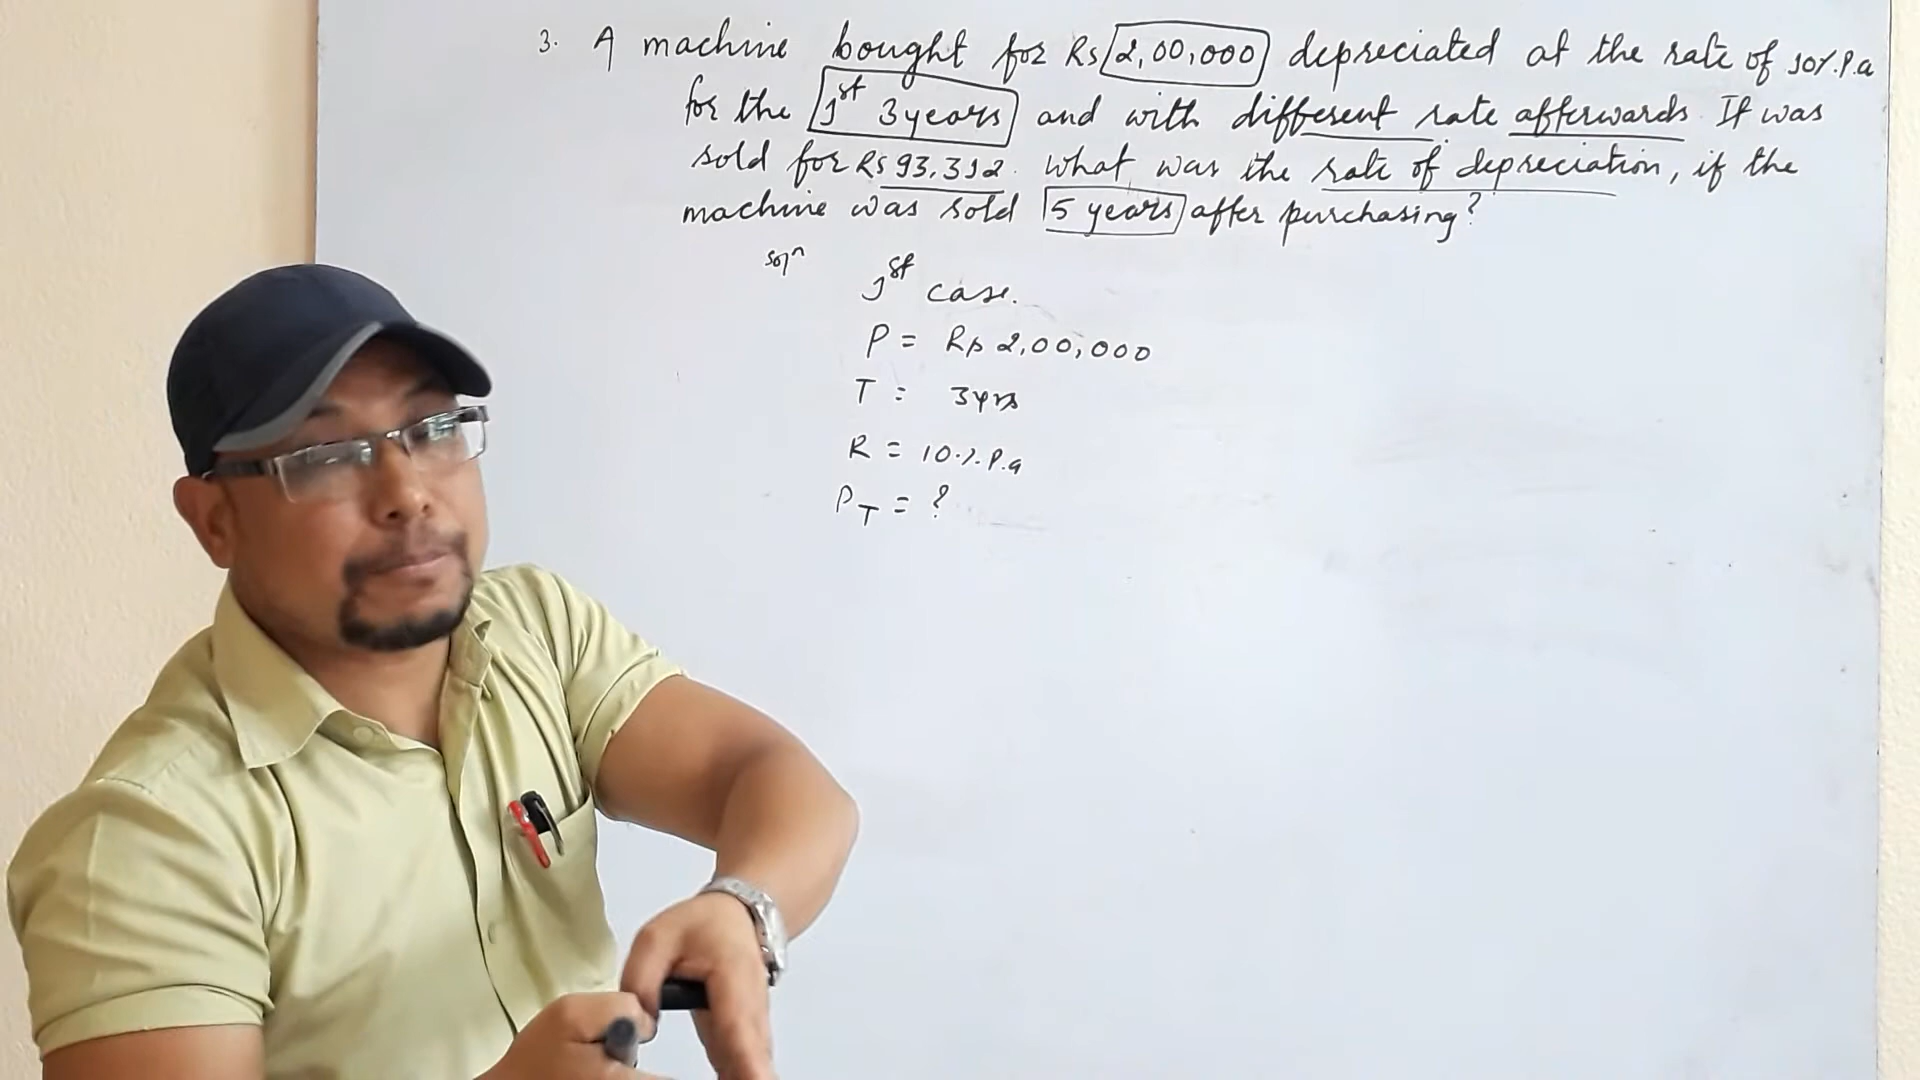 3. A machine bought for Rs 2,00,000 depreciated at the rate of 10%.P.a
for the 1st 3 years and with different rate afterwards. It was
sold for Rs 93,312. What was the rate of depreciation, if the
machine was sold 5 years after purchasing?
Solⁿ
1st case.
P = Rs 2,00,000
T = 3yrs
R = 10.%.P.a
P_T = ?